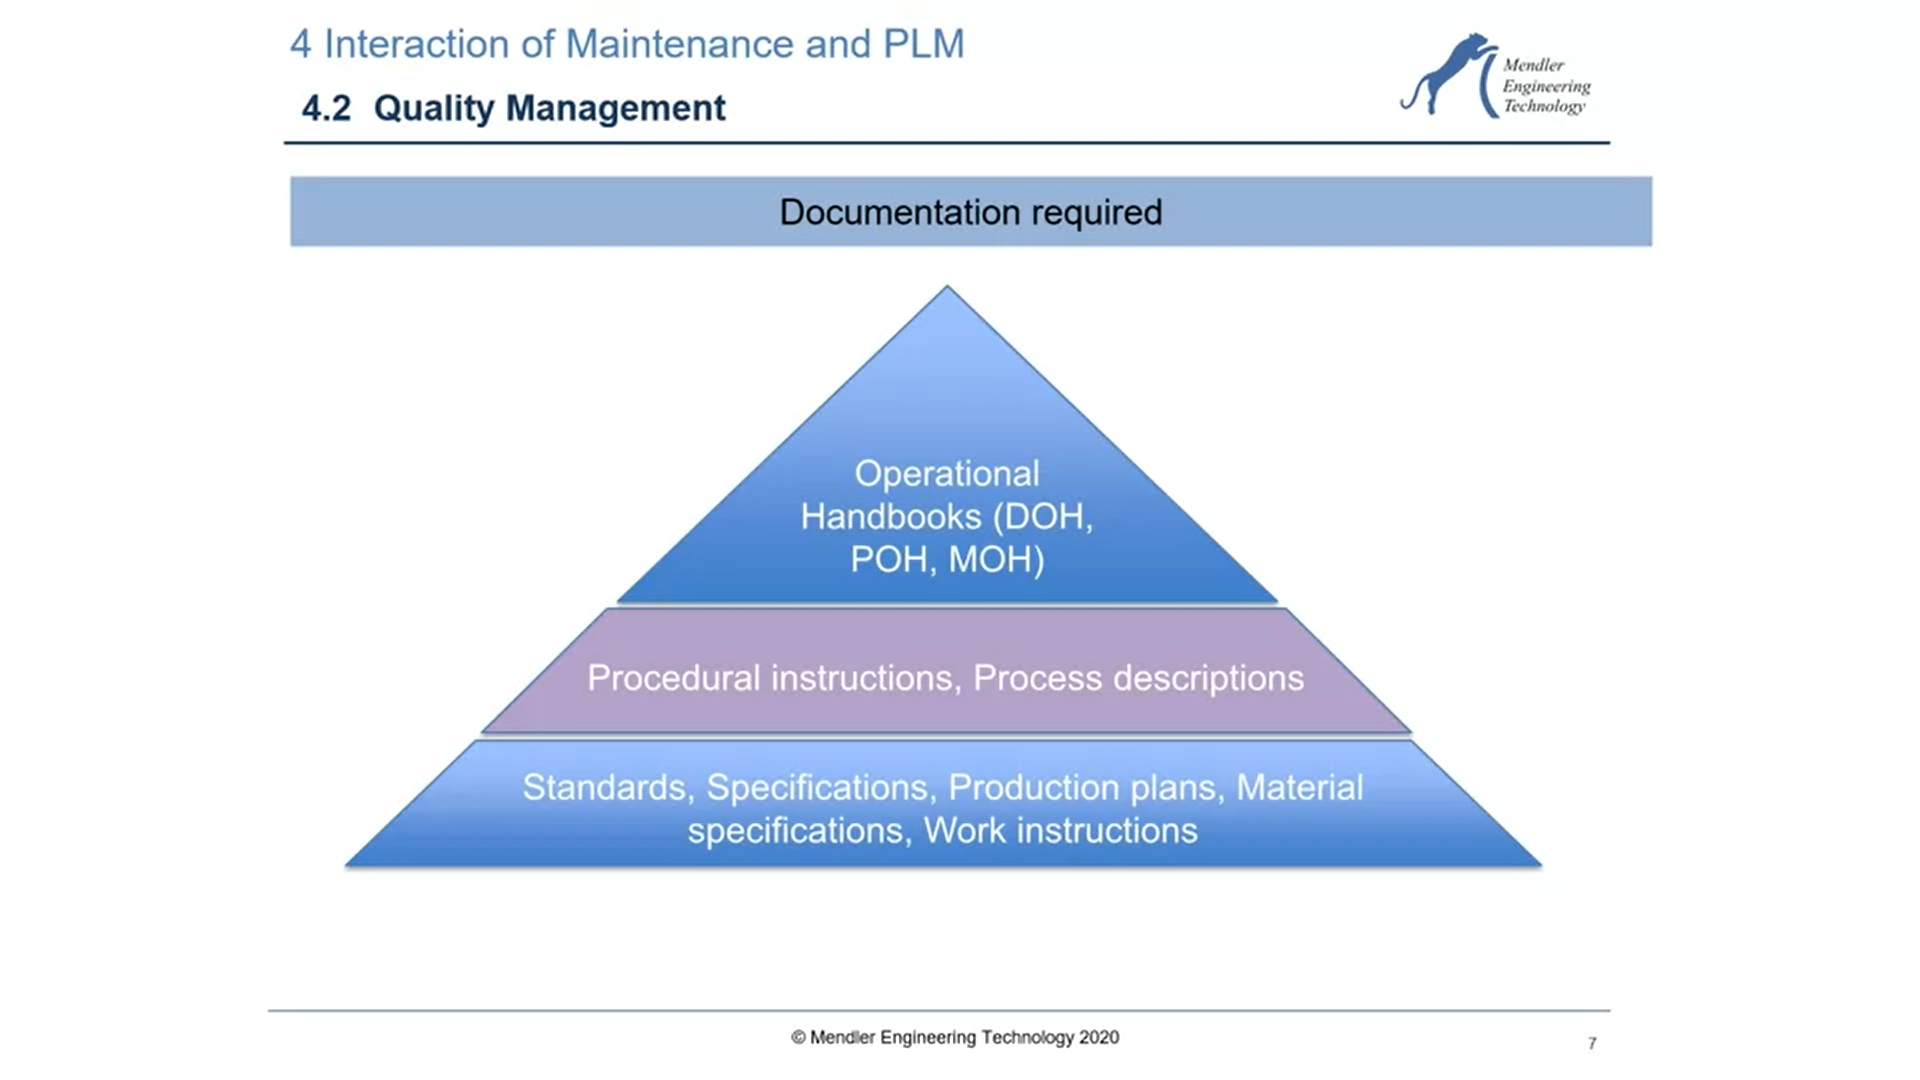 4 Interaction of Maintenance and PLM
4.2 Quality Management
Mendler
Engineering
Technology
Documentation required
Operational
Handbooks (DOH,
POH, MOH)
Procedural instructions, Process descriptions
Standards, Specifications, Production plans, Material
specifications, Work instructions
© Mendler Engineering Technology 2020
7